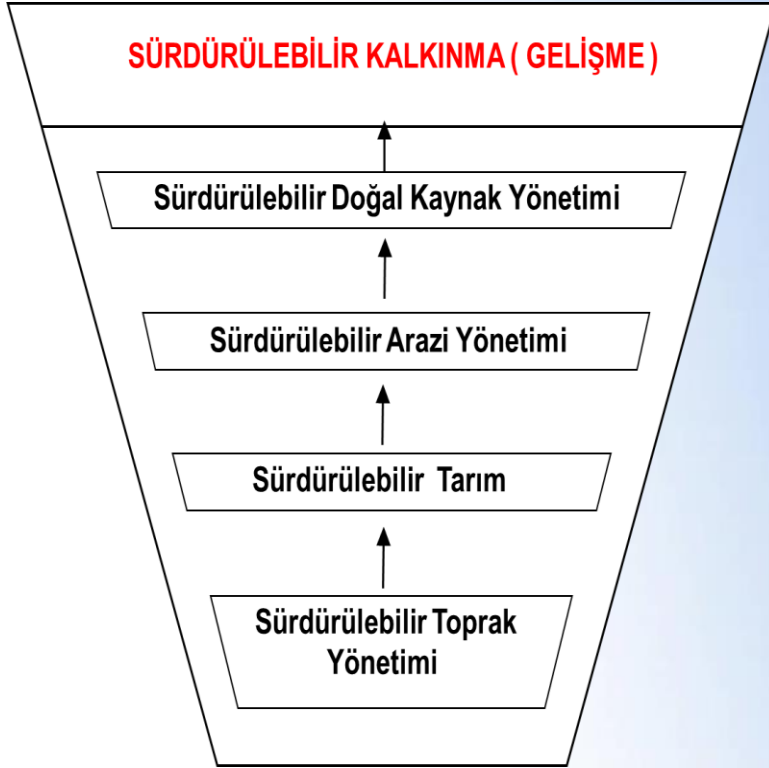 SÜRDÜRÜLEBİLİR KALKINMA ( GELİŞME )
Sürdürülebilir Doğal Kaynak Yönetimi
Sürdürülebilir Arazi Yönetimi
Sürdürülebilir Tarım
Sürdürülebilir Toprak
Yönetimi